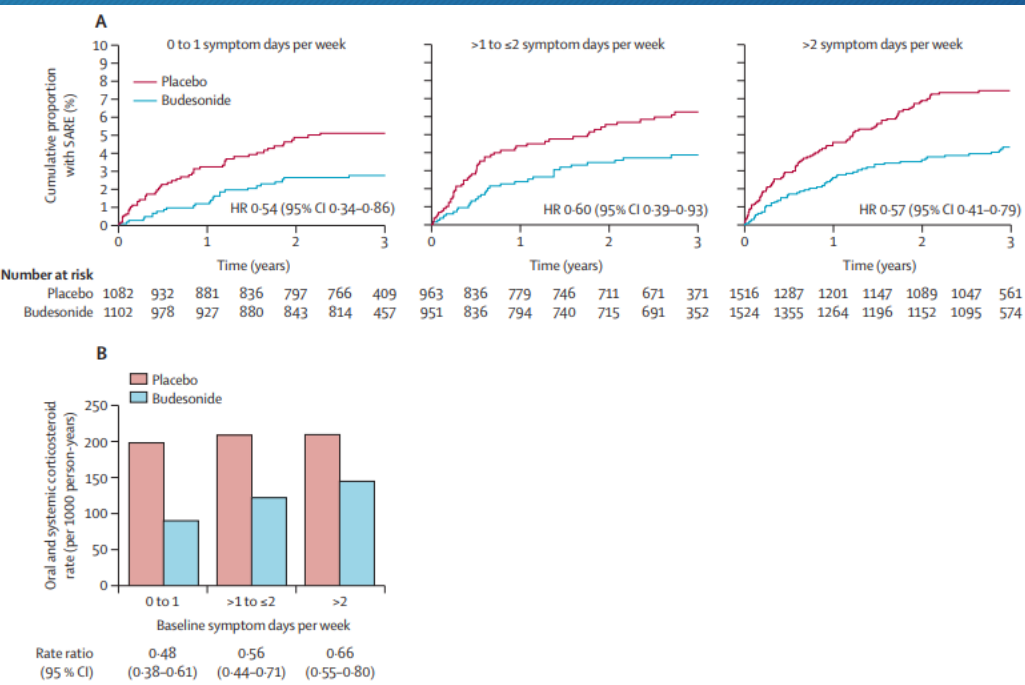 A
0 to 1 symptom days per week
>1 to ≤2 symptom days per week
>2 symptom days per week
Cumulative proportion
with SARE (%)
10
9
8
7
6
5
4
3
2
1
0
Placebo
Budesonide
HR 0·54 (95% CI 0·34–0·86)
HR 0·60 (95% CI 0·39–0·93)
HR 0·57 (95% CI 0·41–0·79)
0 1 2 3
0 1 2 3
0 1 2 3
Time (years)
Time (years)
Time (years)
Number at risk
Placebo 1082 932 881 836 797 766 409 963 836 779 746 711 671 371 1516 1287 1201 1147 1089 1047 561
Budesonide 1102 978 927 880 843 814 457 951 836 794 740 715 691 352 1524 1355 1264 1196 1152 1095 574
B
Placebo
Budesonide
Oral and systemic corticosteroid
rate (per 1000 person-years)
250
200
150
100
50
0
0 to 1 >1 to ≤2 >2
Baseline symptom days per week
Rate ratio 0·48 0·56 0·66
(95 % CI) (0·38–0·61) (0·44–0·71) (0·55–0·80)